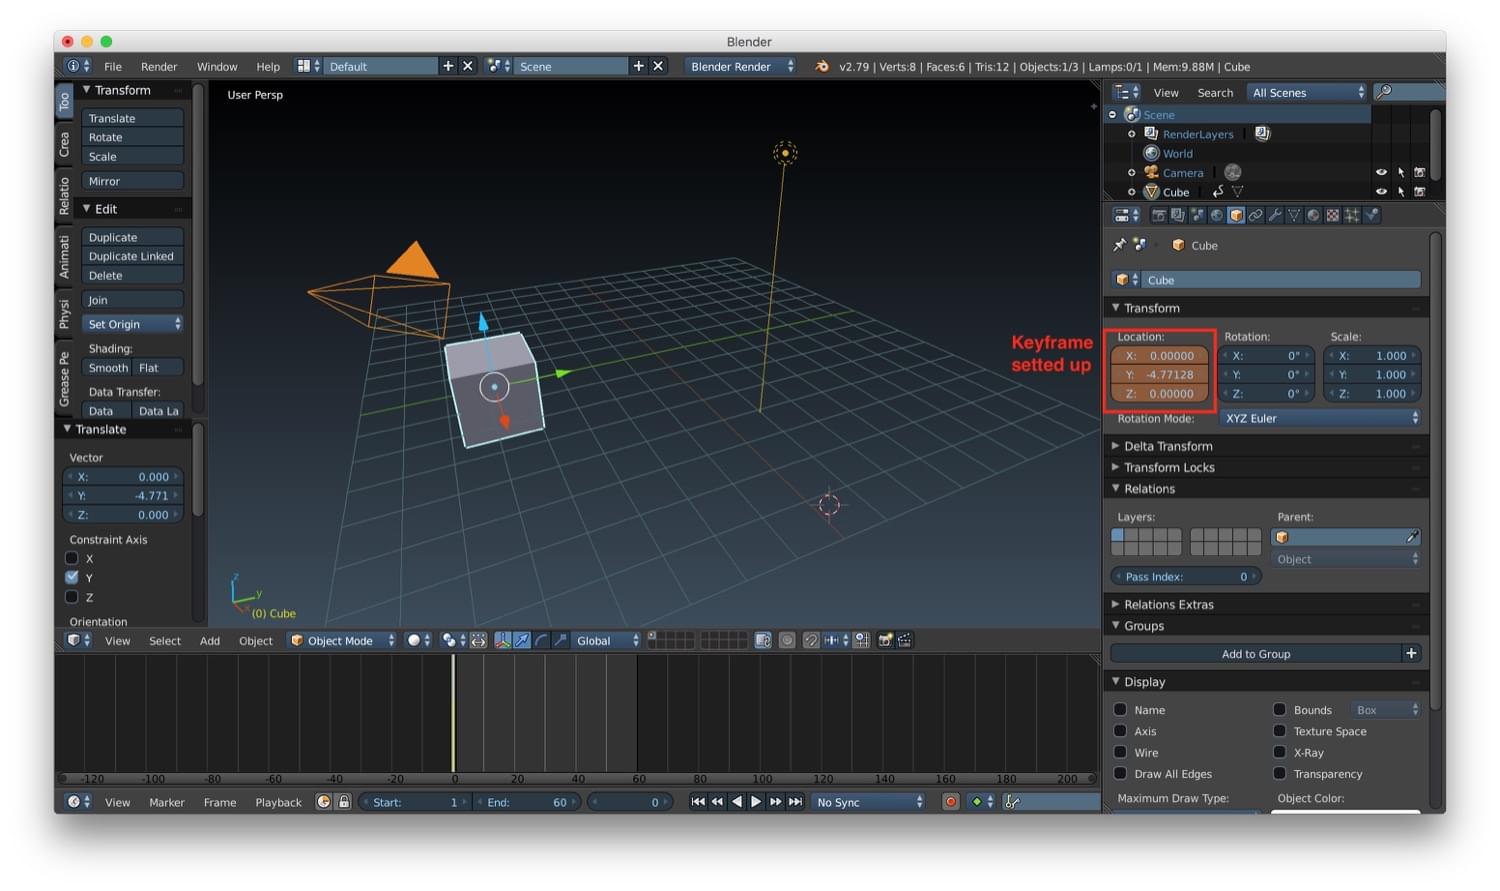 Blender
File Render Window Help Default Scene Blender Render v2.79 | Verts:8 | Faces:6 | Tris:12 | Objects:1/3 | Lamps:0/1 | Mem:9.88M | Cube
Too
Crea
Relatio
Animati
Physi
Grease Pe
Transform
Translate
Rotate
Scale
Mirror
Edit
Duplicate
Duplicate Linked
Delete
Join
Set Origin
Shading:
Smooth Flat
Data Transfer:
Data Data La
Translate
Vector
X: 0.000
Y: -4.771
Z: 0.000
Constraint Axis
X
Y
Z
Orientation
User Persp
z
y
x
(0) Cube
View Select Add Object Object Mode Global
-120 -100 -80 -60 -40 -20 0 20 40 60 80 100 120 140 160 180 200
View Marker Frame Playback Start: 1 End: 60 0 No Sync
View Search All Scenes
Scene
RenderLayers
World
Camera
Cube
Cube
Cube
Transform
Keyframe
setted up
Location: Rotation: Scale:
X: 0.00000 X: 0° X: 1.000
Y: -4.77128 Y: 0° Y: 1.000
Z: 0.00000 Z: 0° Z: 1.000
Rotation Mode: XYZ Euler
Delta Transform
Transform Locks
Relations
Layers: Parent:
Object
Pass Index: 0
Relations Extras
Groups
Add to Group
Display
Name Bounds Box
Axis Texture Space
Wire X-Ray
Draw All Edges Transparency
Maximum Draw Type: Object Color: